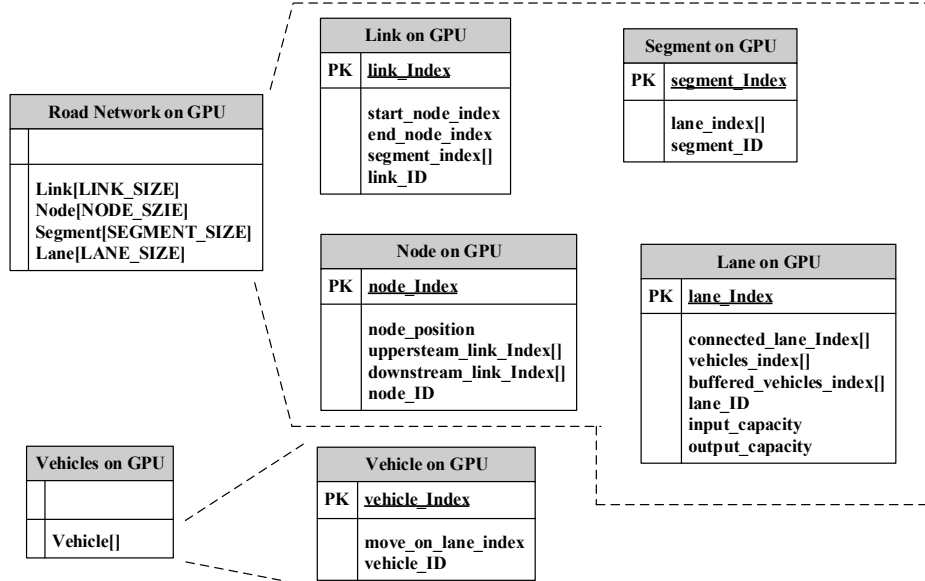 Road Network on GPU
Link[LINK_SIZE]
Node[NODE_SZIE]
Segment[SEGMENT_SIZE]
Lane[LANE_SIZE]
Link on GPU
PK link_Index
start_node_index
end_node_index
segment_index[]
link_ID
Segment on GPU
PK segment_Index
lane_index[]
segment_ID
Node on GPU
PK node_Index
node_position
uppersteam_link_Index[]
downstream_link_Index[]
node_ID
Lane on GPU
PK lane_Index
connected_lane_Index[]
vehicles_index[]
buffered_vehicles_index[]
lane_ID
input_capacity
output_capacity
Vehicles on GPU
Vehicle[]
Vehicle on GPU
PK vehicle_Index
move_on_lane_index
vehicle_ID